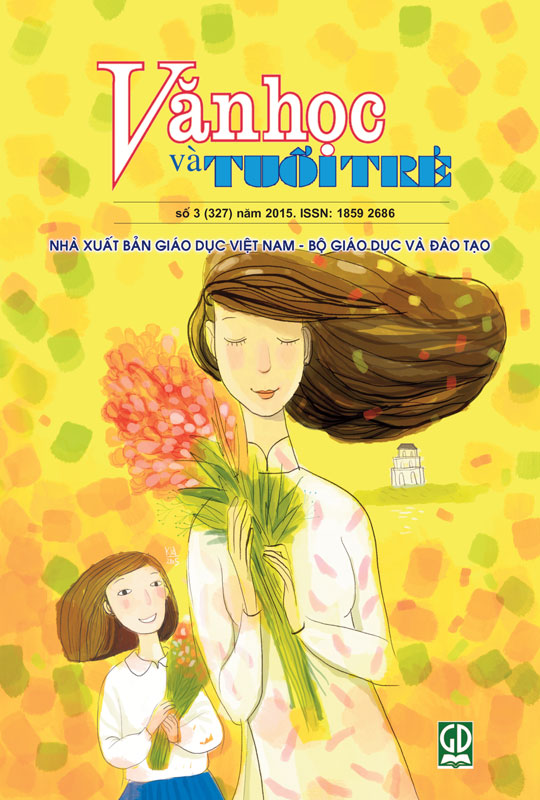 Văn học
và TUỔI TRẺ
số 3 (327) năm 2015. ISSN: 1859 2686
NHÀ XUẤT BẢN GIÁO DỤC VIỆT NAM - BỘ GIÁO DỤC VÀ ĐÀO TẠO
GD